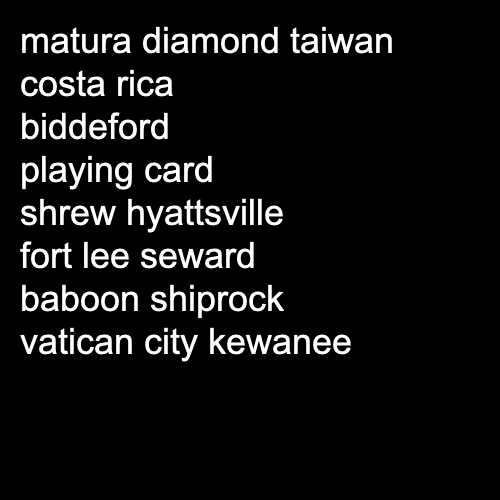 matura diamond taiwan
costa rica
biddeford
playing card
shrew hyattsville
fort lee seward
baboon shiprock
vatican city kewanee